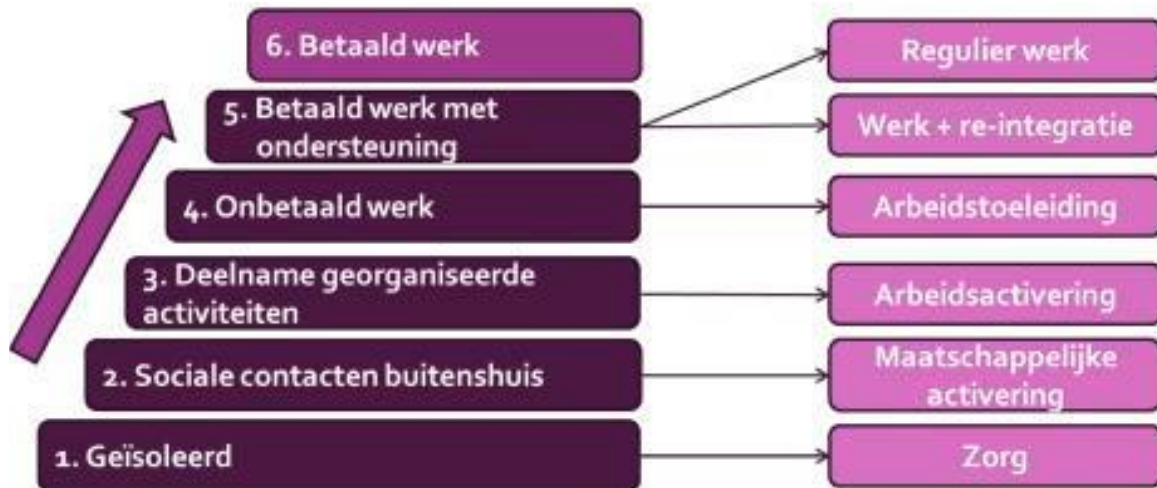 6. Betaald werk
Regulier werk
5. Betaald werk met
ondersteuning
Werk + re-integratie
4. Onbetaald werk
Arbeidstoeleiding
3. Deelname georganiseerde
activiteiten
Arbeidsactivering
2. Sociale contacten buitenshuis
Maatschappelijke
activering
1. Geïsoleerd
Zorg